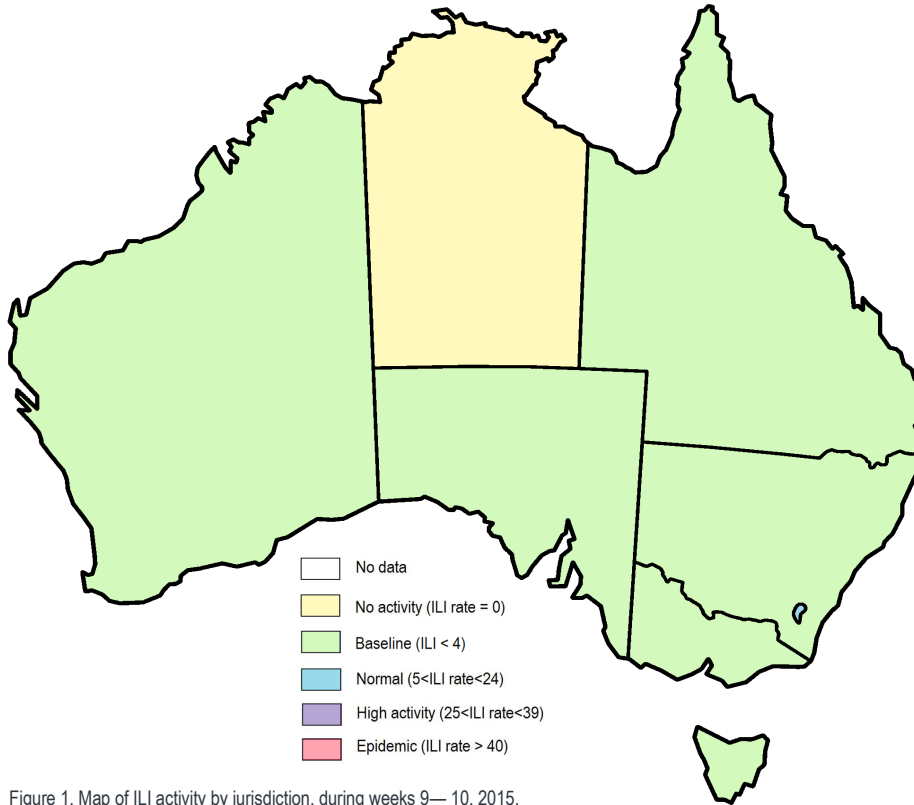 No data
No activity (ILI rate = 0)
Baseline (ILI < 4)
Normal (5<ILI rate<24)
High activity (25<ILI rate<39)
Epidemic (ILI rate > 40)
Figure 1. Map of ILI activity by jurisdiction, during weeks 9— 10, 2015.